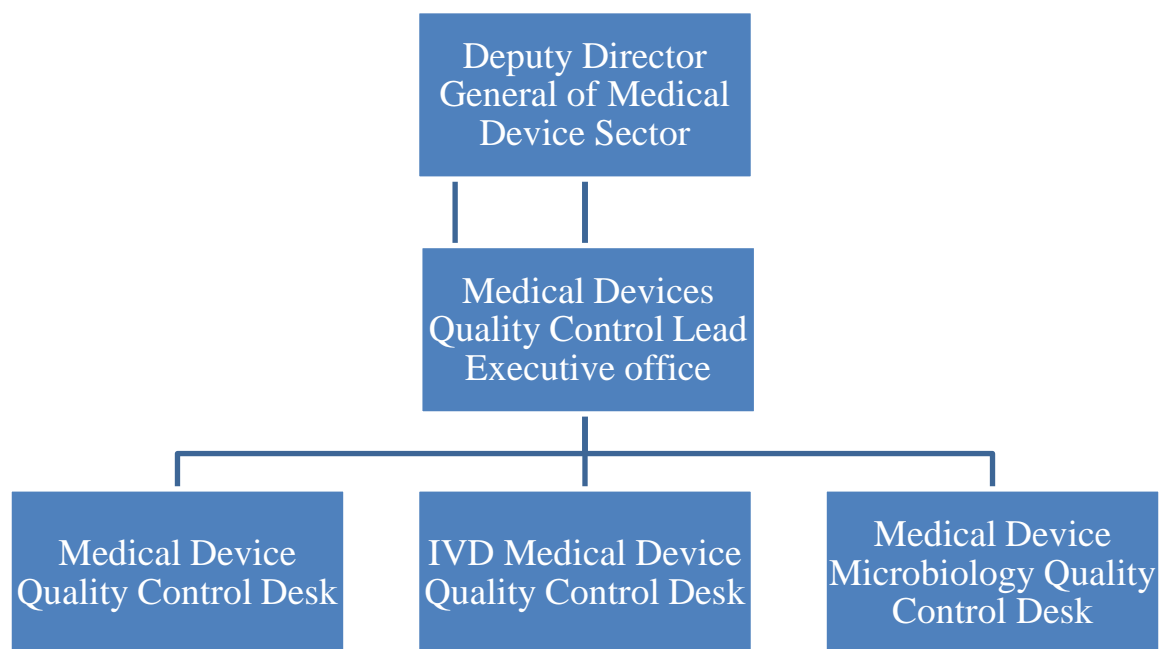 Deputy Director
General of Medical
Device Sector
Medical Devices
Quality Control Lead
Executive office
Medical Device
Quality Control Desk
IVD Medical Device
Quality Control Desk
Medical Device
Microbiology Quality
Control Desk